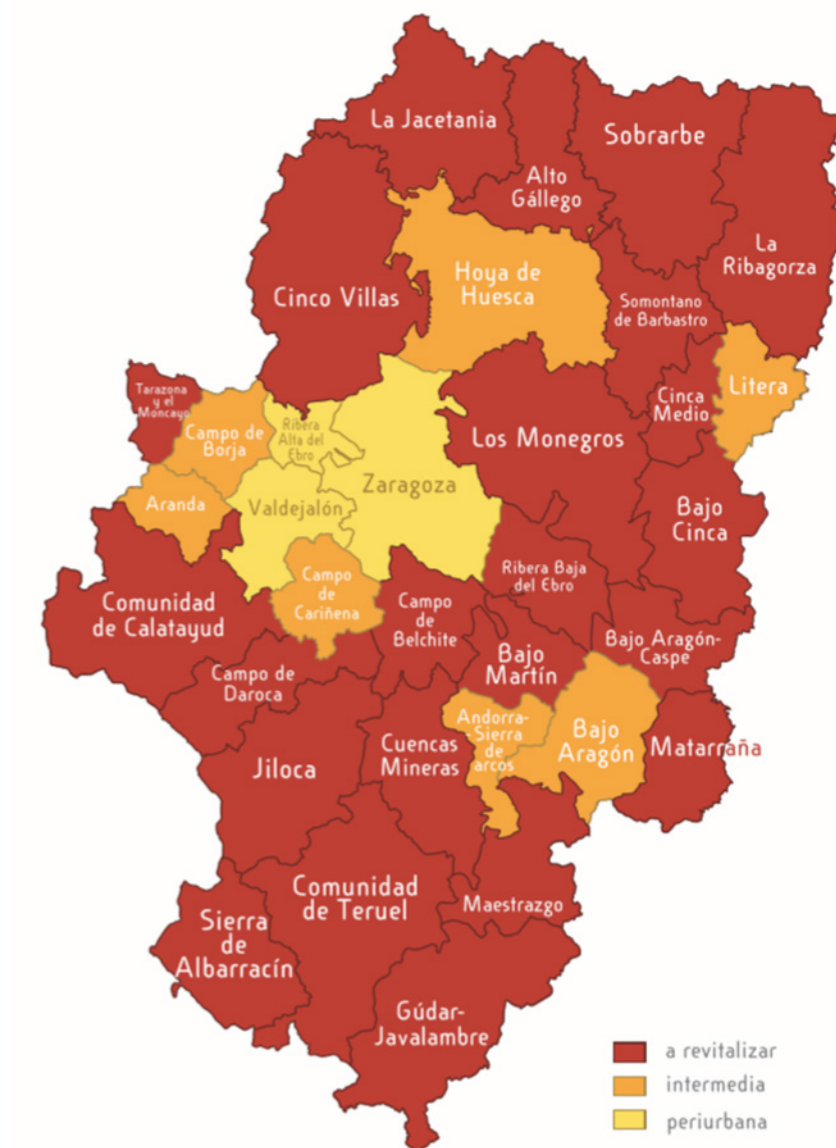 La Jacetania
Sobrarbe
Alto
Gállego
La
Ribagorza
Hoya de
Huesca
Cinco Villas
Somontano
de Barbastro
Tarazona
y el
Moncayo
Litera
Cinca
Medio
Campo de
Borja
Ribera
Alta del
Ebro
Los Monegros
Zaragoza
Aranda
Valdejalón
Bajo
Cinca
Ribera Baja
del Ebro
Campo
de
Cariñena
Comunidad
de Calatayud
Campo
de
Belchite
Bajo Aragón-
Caspe
Bajo
Martín
Campo de
Daroca
Andorra-
-Sierra
de
arcos
Bajo
Aragón
Matarraña
Cuencas
Mineras
Jiloca
Comunidad
de Teruel
Maestrazgo
Sierra
de
Albarracín
Gúdar-
Javalambre
a revitalizar
intermedia
periurbana